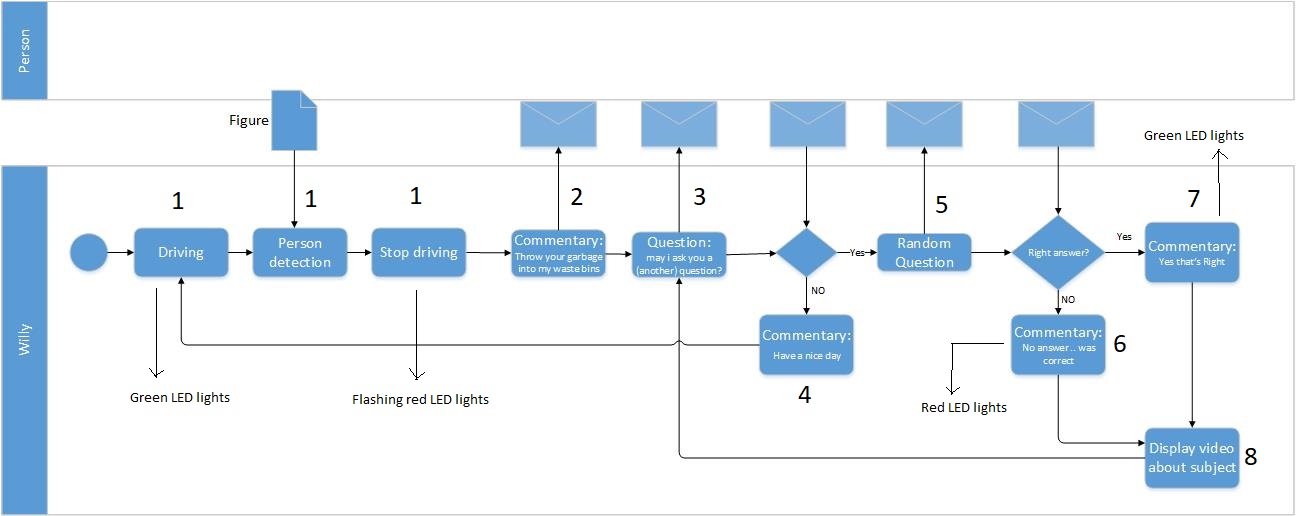 Person
Figure
Green LED lights
Willy
1
1
1
2
3
5
7
Driving
Person
detection
Stop driving
Commentary:
Throw your garbage
into my waste bins
Question:
may i ask you a
(another) question?
Yes
Random
Question
Right answer?
Yes
Commentary:
Yes that's Right
NO
NO
Commentary:
Have a nice day
4
Commentary:
No answer.. was
correct
6
Green LED lights
Flashing red LED lights
Red LED lights
Display video
about subject
8